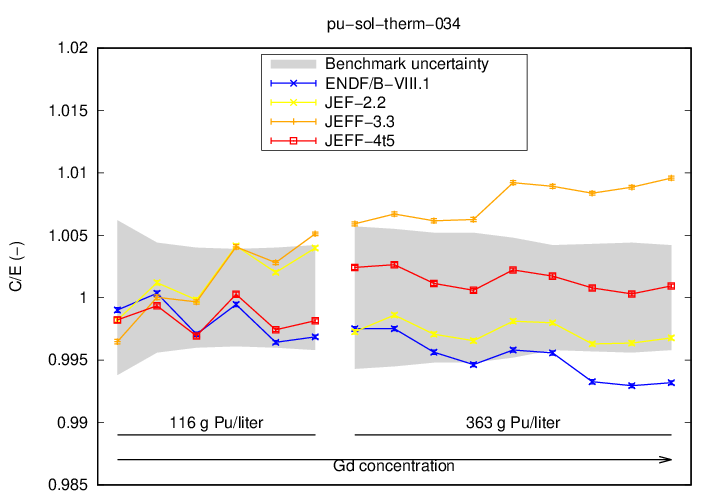 pu−sol−therm−034
1.02
1.015
1.01
1.005
1
0.995
0.99
0.985
C/E (−)
Benchmark uncertainty
ENDF/B−VIII.1
JEF−2.2
JEFF−3.3
JEFF−4t5
116 g Pu/liter
363 g Pu/liter
Gd concentration